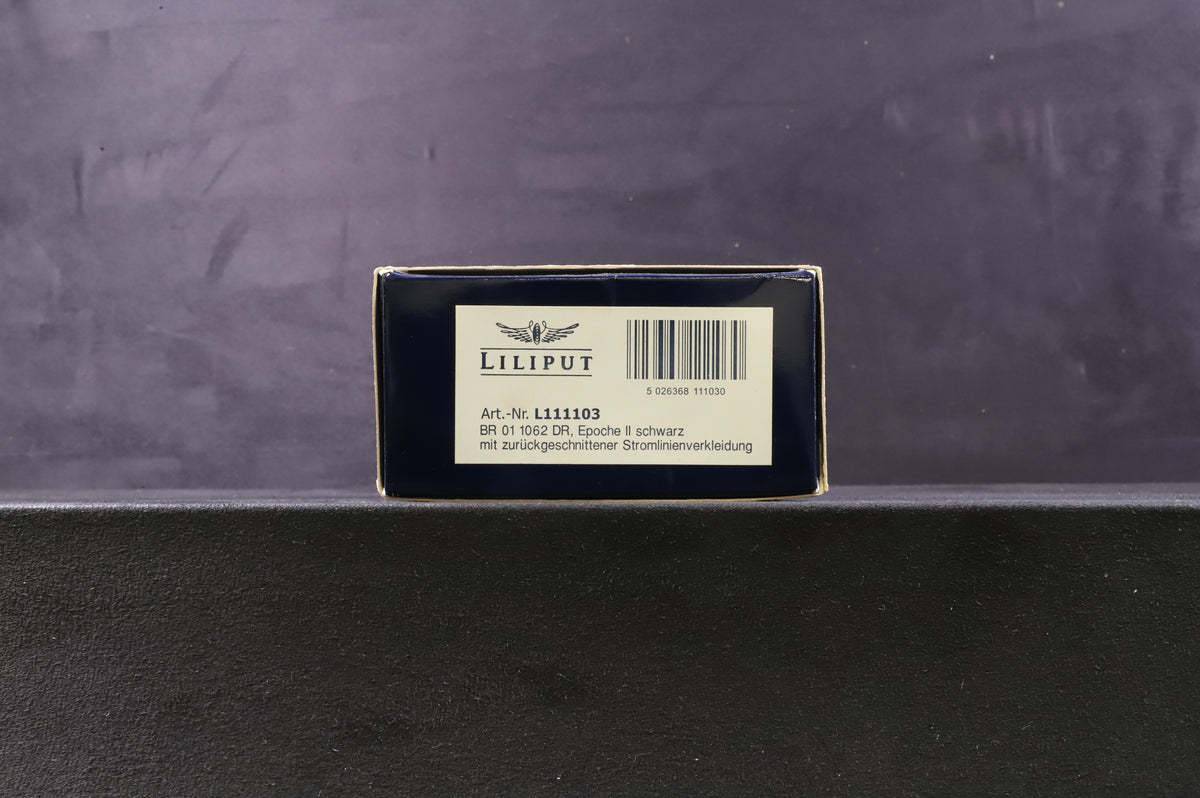 LILIPUT
5 026368 111030
Art.-Nr. L111103
BR 01 1062 DR, Epoche II schwarz
mit zurückgeschnittener Stromlinienverkleidung